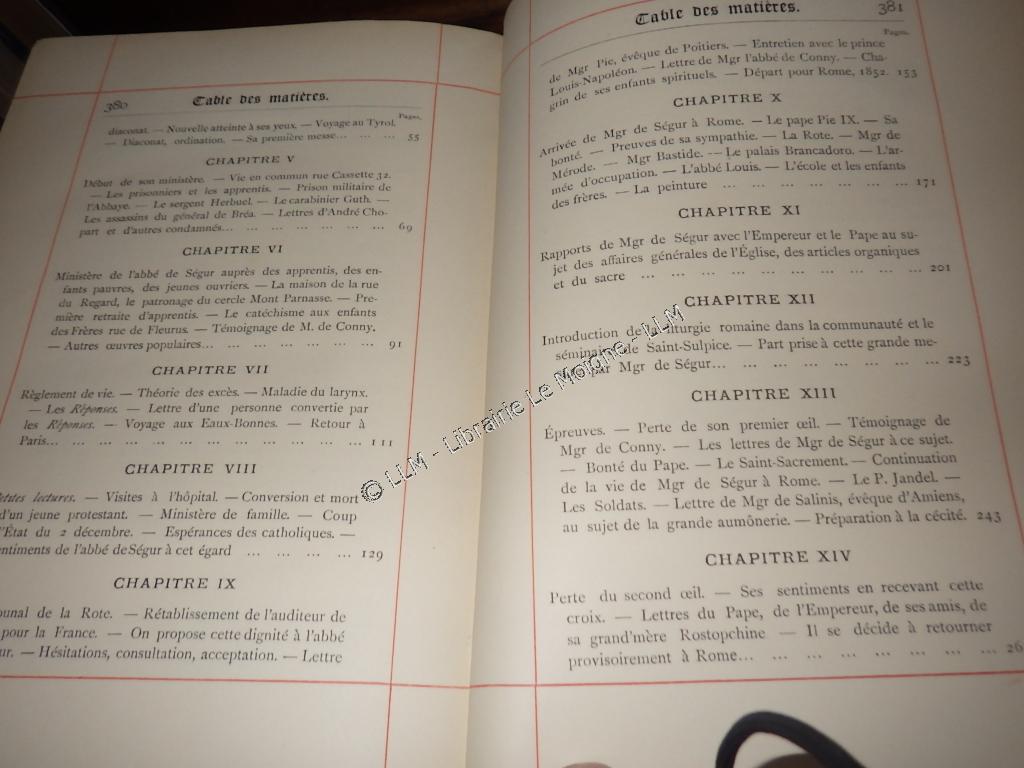 380 Table des matières.
Pages.
diaconat. — Nouvelle atteinte à ses yeux. — Voyage au Tyrol.
— Diaconat, ordination. — Sa première messe... ... ... ... 55
CHAPITRE V
Début de son ministère. — Vie en commun rue Cassette 32.
— Les prisonniers et les apprentis. — Prison militaire de
l'Abbaye. — Le sergent Herbuel. — Le carabinier Guth. —
Les assassins du général de Bréa. — Lettres d'André Cho-
part et d'autres condamnés... ... ... ... ... ... ... 69
CHAPITRE VI
Ministère de l'abbé de Ségur auprès des apprentis, des en-
fants pauvres, des jeunes ouvriers. — La maison de la rue
du Regard, le patronage du cercle Mont Parnasse. — Pre-
mière retraite d'apprentis. — Le catéchisme aux enfants
des Frères rue de Fleurus. — Témoignage de M. de Conny.
— Autres œuvres populaires... ... ... ... ... ... ... 91
CHAPITRE VII
Règlement de vie. — Théorie des excès. — Maladie du larynx.
— Les Réponses. — Lettre d'une personne convertie par
les Réponses. — Voyage aux Eaux-Bonnes. — Retour à
Paris... ... ... ... ... ... ... ... ... ... ... 111
CHAPITRE VIII
etites lectures. — Visites à l'hôpital. — Conversion et mort
d'un jeune protestant. — Ministère de famille. — Coup
'État du 2 décembre. — Espérances des catholiques. —
entiments de l'abbé de Ségur à cet égard ... ... ... ... 129
CHAPITRE IX
ounal de la Rote. — Rétablissement de l'auditeur de
pour la France. — On propose cette dignité à l'abbé
ur. — Hésitations, consultation, acceptation. — Lettre
Table des matières. 381
Pages.
de Mgr Pie, évêque de Poitiers. — Entretien avec le prince
Louis-Napoléon. — Lettre de Mgr l'abbé de Conny. — Cha-
grin de ses enfants spirituels. — Départ pour Rome, 1852. 153
CHAPITRE X
Arrivée de Mgr de Ségur à Rome. — Le pape Pie IX. — Sa
bonté. — Preuves de sa sympathie. — La Rote. — Mgr de
Mérode. — Mgr Bastide. — Le palais Brancadoro. — L'ar-
mée d'occupation. — L'abbé Louis. — L'école et les enfants
des frères. — La peinture ... ... ... ... ... ... ... 171
CHAPITRE XI
Rapports de Mgr de Ségur avec l'Empereur et le Pape au su-
jet des affaires générales de l'Église, des articles organiques
et du sacre ... ... ... ... ... ... ... ... ... ... 201
CHAPITRE XII
Introduction de la liturgie romaine dans la communauté et le
séminaire de Saint-Sulpice. — Part prise à cette grande me-
par Mgr de Ségur... ... ... ... ... ... ... ... 223
CHAPITRE XIII
Épreuves. — Perte de son premier œil. — Témoignage de
Mgr de Conny. — Les lettres de Mgr de Ségur à ce sujet.
— Bonté du Pape. — Le Saint-Sacrement. — Continuation
de la vie de Mgr de Ségur à Rome. — Le P. Jandel. —
Les Soldats. — Lettre de Mgr de Salinis, évêque d'Amiens,
au sujet de la grande aumônerie. — Préparation à la cécité. 243
CHAPITRE XIV
Perte du second œil. — Ses sentiments en recevant cette
croix. — Lettres du Pape, de l'Empereur, de ses amis, de
sa grand'mère Rostopchine — Il se décide à retourner
provisoirement à Rome... ... ... ... ... ... ... ... 26
© LLM - Librairie Le Moigne - LLM